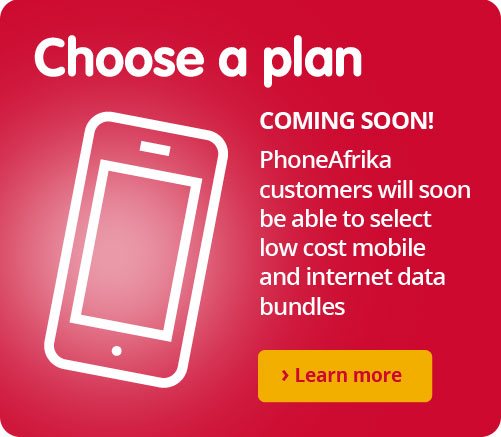 Choose a plan
COMING SOON!
PhoneAfrika
customers will soon
be able to select
low cost mobile
and internet data
bundles
› Learn more